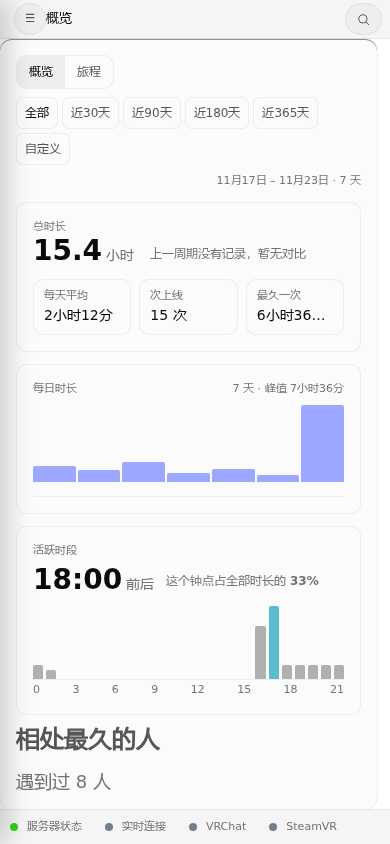 概览
概览 旅程
全部 近30天 近90天 近180天 近365天
自定义
11月17日 – 11月23日 · 7 天
总时长
15.4 小时 上一周期没有记录，暂无对比
每天平均 次上线 最久一次
2小时12分 15 次 6小时36…
每日时长 7 天 · 峰值 7小时36分
活跃时段
18:00 前后 这个钟点占全部时长的 33%
0 3 6 9 12 15 18 21
相处最久的人
遇到过 8 人
服务器状态 实时连接 VRChat SteamVR